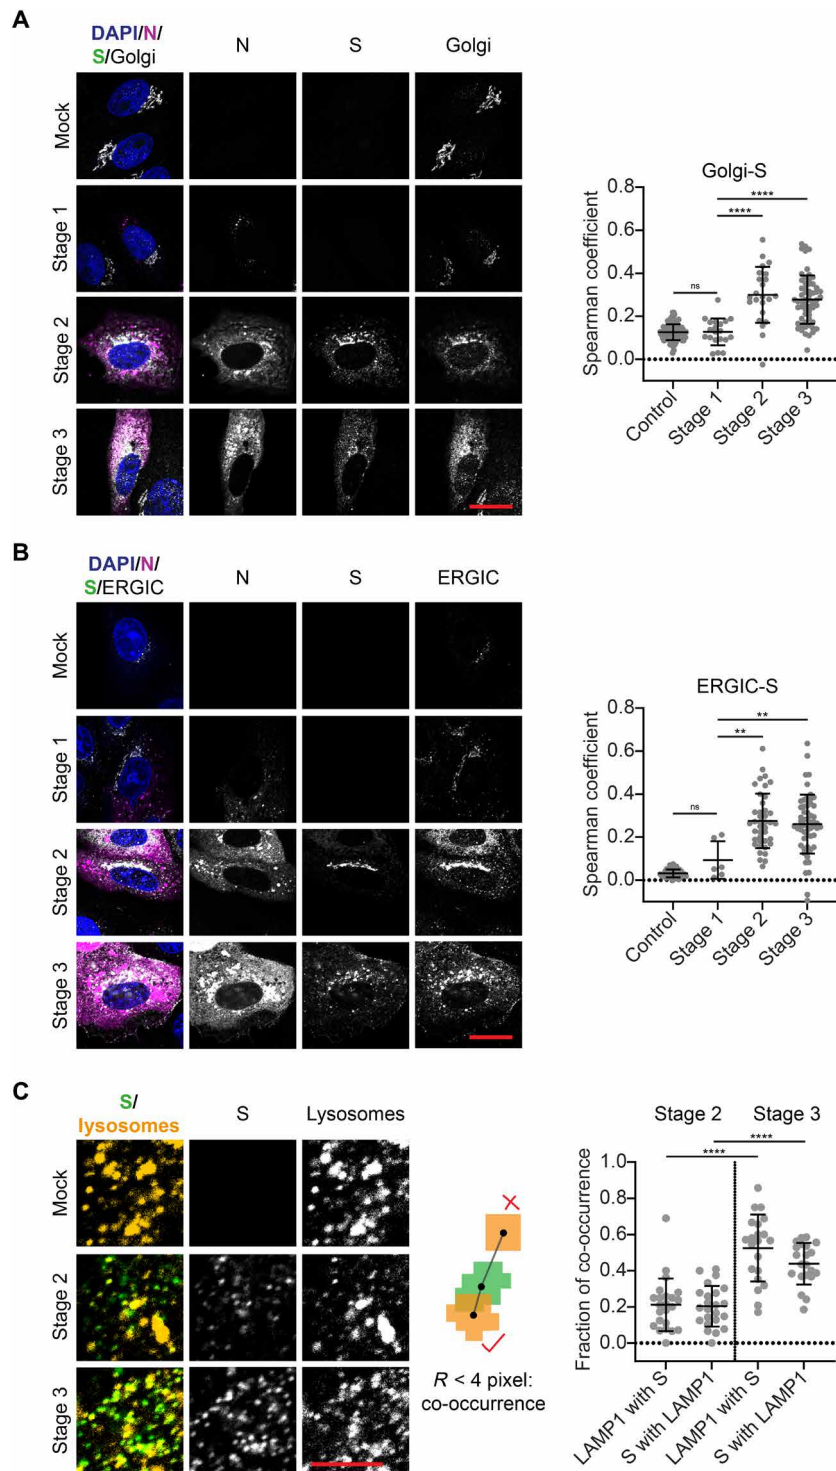 A
DAPI/N/
S/Golgi
N
S
Golgi
Mock
Stage 1
Stage 2
Stage 3
Golgi-S
Spearman coefficient
0.8
0.6
0.4
0.2
0.0
ns
****
****
Control
Stage 1
Stage 2
Stage 3
B
DAPI/N/
S/ERGIC
N
S
ERGIC
Mock
Stage 1
Stage 2
Stage 3
ERGIC-S
Spearman coefficient
0.8
0.6
0.4
0.2
0.0
ns
**
**
Control
Stage 1
Stage 2
Stage 3
C
S/
lysosomes
S
Lysosomes
Mock
Stage 2
Stage 3
R < 4 pixel:
co-occurrence
Stage 2
Stage 3
Fraction of co-occurrence
1.0
0.8
0.6
0.4
0.2
0.0
****
****
LAMP1 with S
S with LAMP1
LAMP1 with S
S with LAMP1